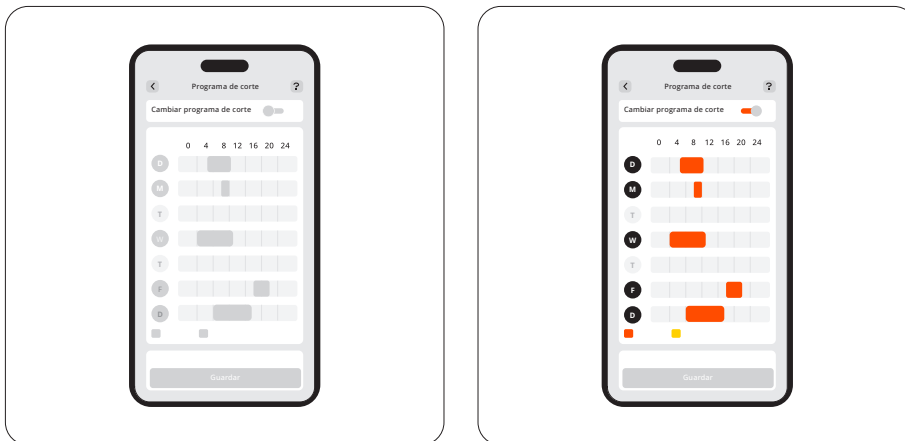 Programa de corte ?
Cambiar programa de corte
0 4 8 12 16 20 24
D
M
T
W
T
F
D
Guardar
Programa de corte ?
Cambiar programa de corte
0 4 8 12 16 20 24
D
M
T
W
T
F
D
Guardar